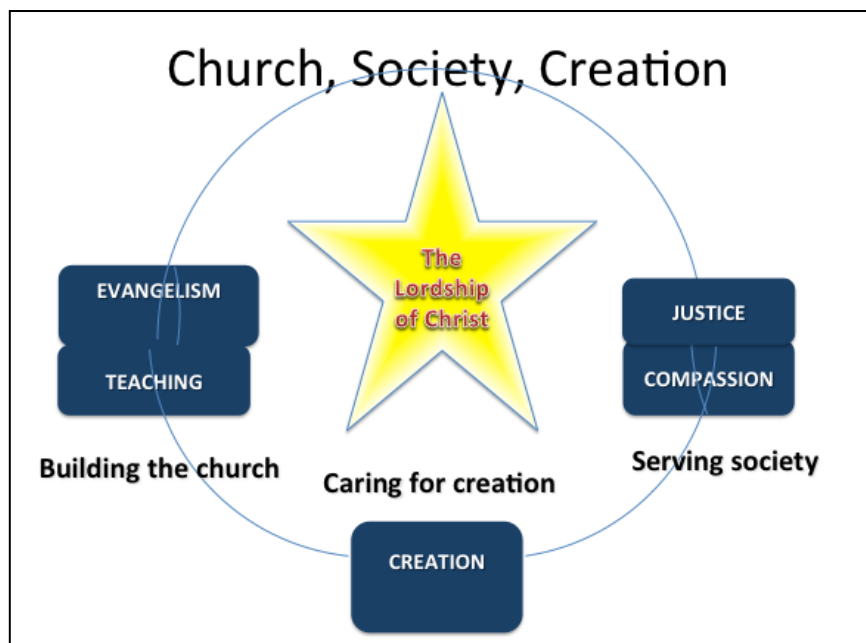 Church, Society, Creation
The
Lordship
of Christ
EVANGELISM
TEACHING
Building the church
JUSTICE
COMPASSION
Serving society
Caring for creation
CREATION